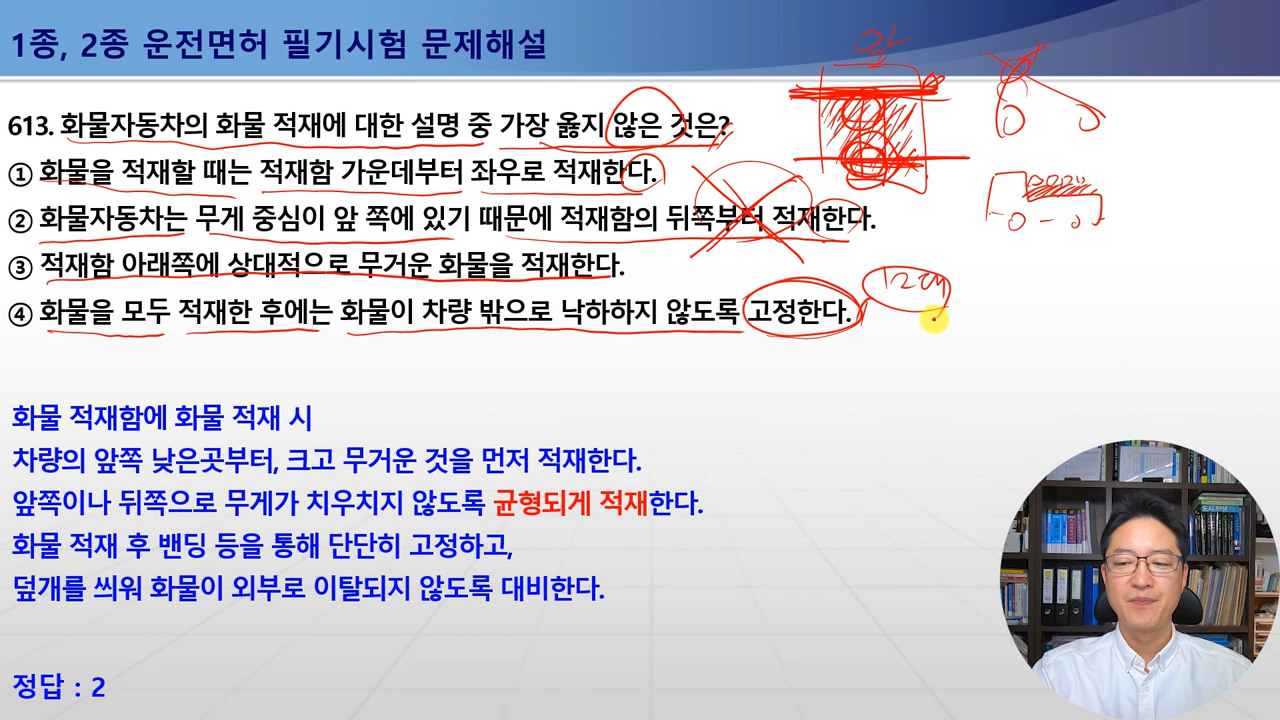 1종, 2종 운전면허 필기시험 문제해설
613. 화물자동차의 화물 적재에 대한 설명 중 가장 옳지 않은 것은?
① 화물을 적재할 때는 적재함 가운데부터 좌우로 적재한다.
② 화물자동차는 무게 중심이 앞 쪽에 있기 때문에 적재함의 뒤쪽부터 적재한다.
③ 적재함 아래쪽에 상대적으로 무거운 화물을 적재한다.
④ 화물을 모두 적재한 후에는 화물이 차량 밖으로 낙하하지 않도록 고정한다.
화물 적재함에 화물 적재 시
차량의 앞쪽 낮은곳부터, 크고 무거운 것을 먼저 적재한다.
앞쪽이나 뒤쪽으로 무게가 치우치지 않도록 균형되게 적재한다.
화물 적재 후 밴딩 등을 통해 단단히 고정하고,
덮개를 씌워 화물이 외부로 이탈되지 않도록 대비한다.
정답 : 2